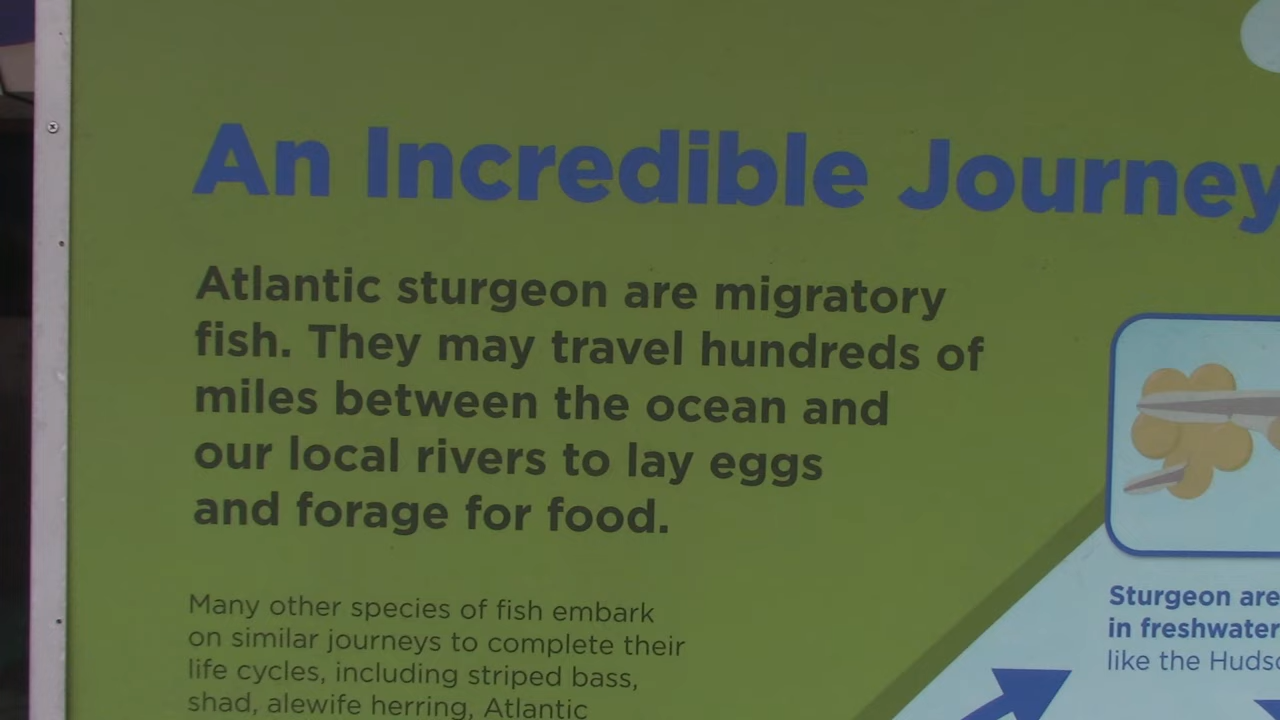 An Incredible Journey
Atlantic sturgeon are migratory
fish. They may travel hundreds of
miles between the ocean and
our local rivers to lay eggs
and forage for food.
Many other species of fish embark
on similar journeys to complete their
life cycles, including striped bass,
shad, alewife herring, Atlantic
Sturgeon are
in freshwater
like the